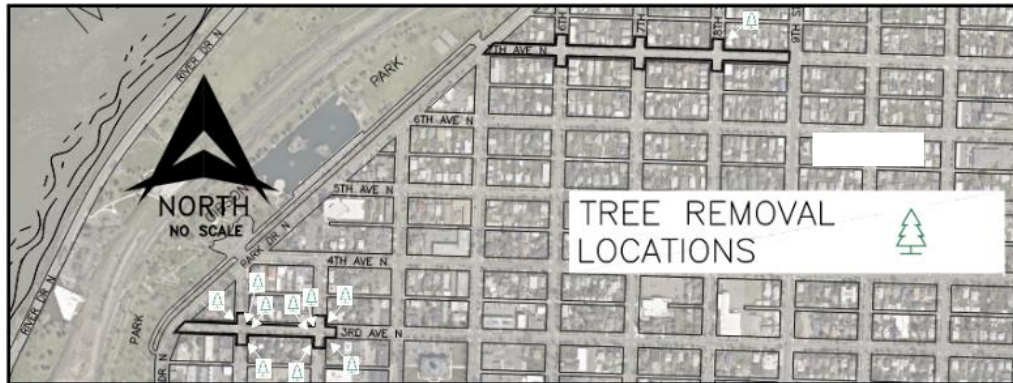 RIVER DR N
PARK
7TH AVE N
6TH
7TH
8TH
9TH
6TH AVE N
NORTH
NO SCALE
5TH AVE N
TREE REMOVAL
LOCATIONS
PARK DR N
4TH AVE N
3RD AVE N
RIVER DR N
PARK
DR N